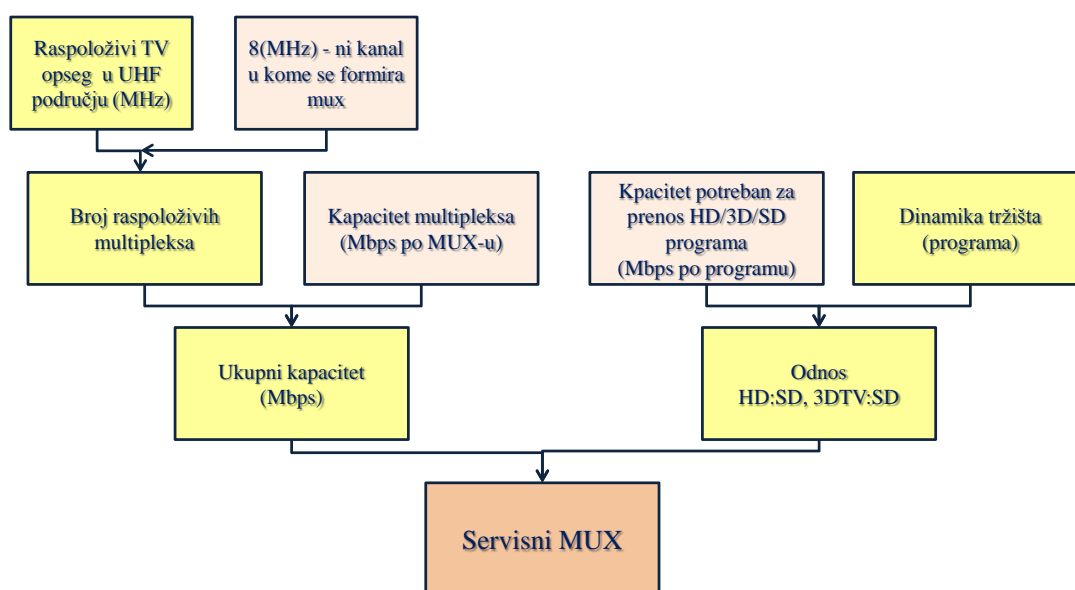 Raspoloživi TV
opseg u UHF
području (MHz)
8(MHz) - ni kanal
u kome se formira
mux
Broj raspoloživih
multipleksa
Kapacitet multipleksa
(Mbps po MUX-u)
Kpacitet potreban za
prenos HD/3D/SD
programa
(Mbps po programu)
Dinamika tržišta
(programa)
Ukupni kapacitet
(Mbps)
Odnos
HD:SD, 3DTV:SD
Servisni MUX